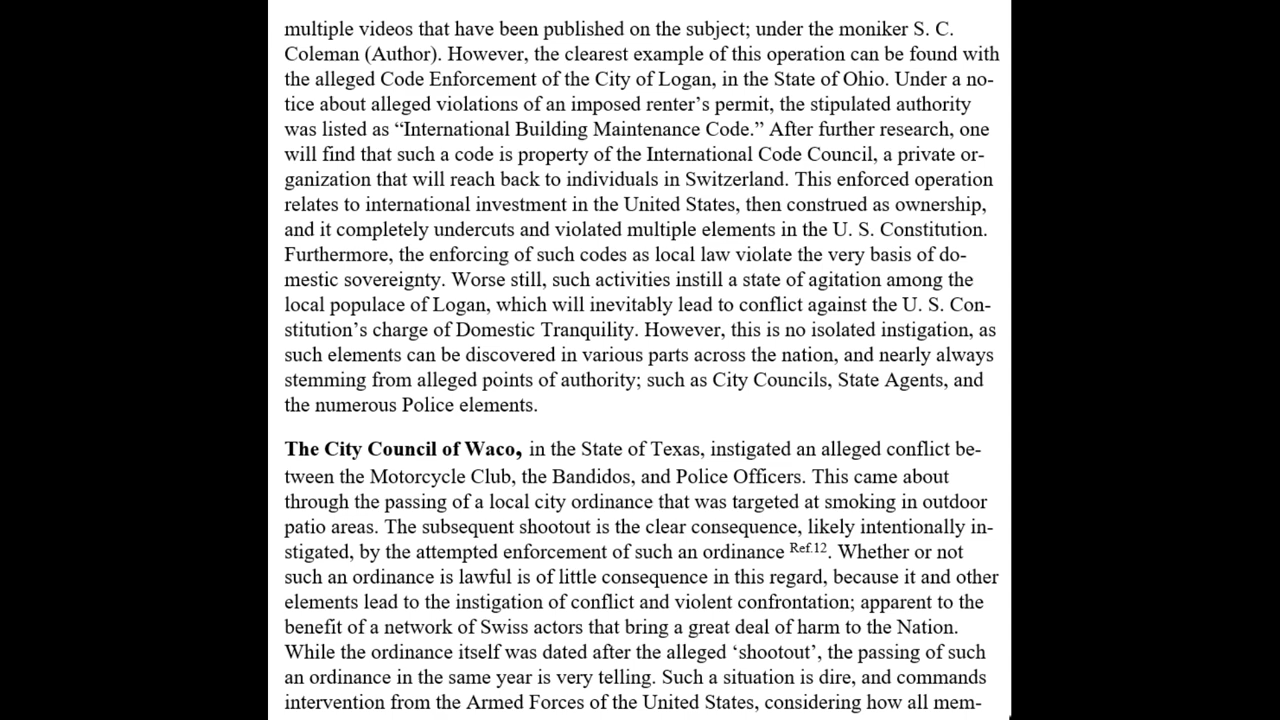 multiple videos that have been published on the subject; under the moniker S. C.
Coleman (Author). However, the clearest example of this operation can be found with
the alleged Code Enforcement of the City of Logan, in the State of Ohio. Under a no-
tice about alleged violations of an imposed renter’s permit, the stipulated authority
was listed as “International Building Maintenance Code.” After further research, one
will find that such a code is property of the International Code Council, a private or-
ganization that will reach back to individuals in Switzerland. This enforced operation
relates to international investment in the United States, then construed as ownership,
and it completely undercuts and violated multiple elements in the U. S. Constitution.
Furthermore, the enforcing of such codes as local law violate the very basis of do-
mestic sovereignty. Worse still, such activities instill a state of agitation among the
local populace of Logan, which will inevitably lead to conflict against the U. S. Con-
stitution’s charge of Domestic Tranquility. However, this is no isolated instigation, as
such elements can be discovered in various parts across the nation, and nearly always
stemming from alleged points of authority; such as City Councils, State Agents, and
the numerous Police elements.
The City Council of Waco, in the State of Texas, instigated an alleged conflict be-
tween the Motorcycle Club, the Bandidos, and Police Officers. This came about
through the passing of a local city ordinance that was targeted at smoking in outdoor
patio areas. The subsequent shootout is the clear consequence, likely intentionally in-
stigated, by the attempted enforcement of such an ordinance Ref.12. Whether or not
such an ordinance is lawful is of little consequence in this regard, because it and other
elements lead to the instigation of conflict and violent confrontation; apparent to the
benefit of a network of Swiss actors that bring a great deal of harm to the Nation.
While the ordinance itself was dated after the alleged ‘shootout’, the passing of such
an ordinance in the same year is very telling. Such a situation is dire, and commands
intervention from the Armed Forces of the United States, considering how all mem-